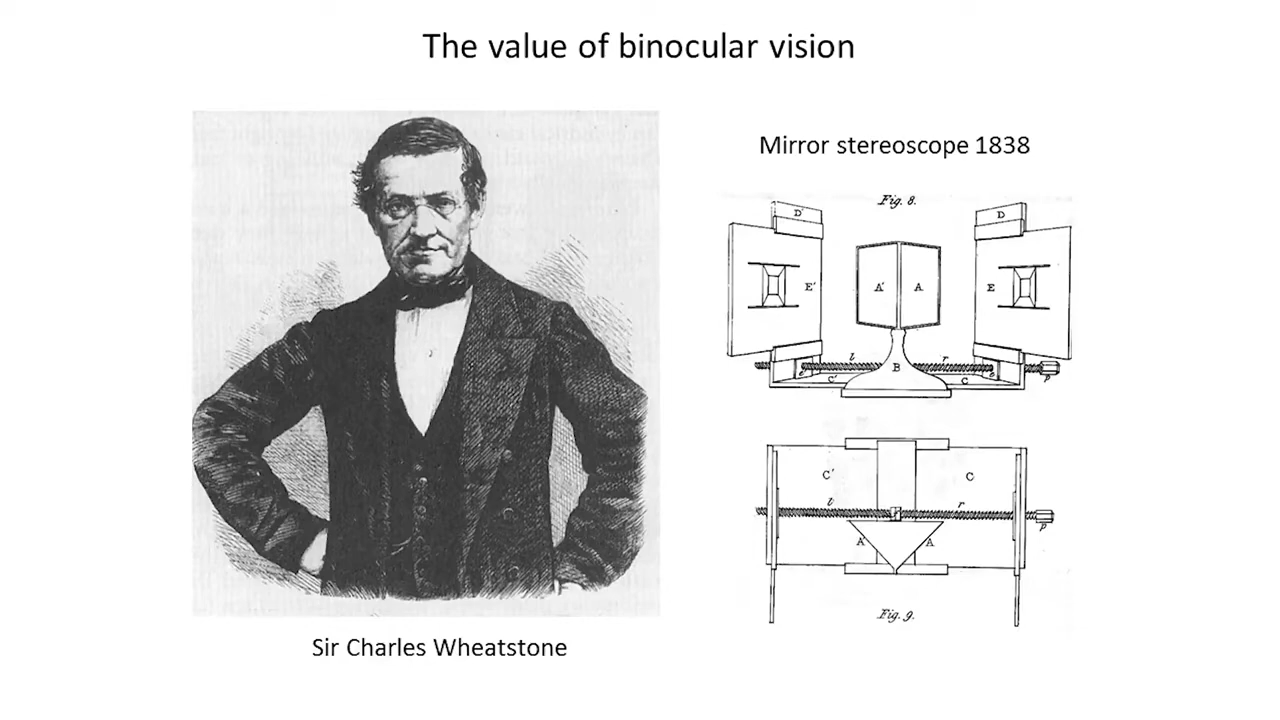 The value of binocular vision
Mirror stereoscope 1838
Fig. 8.
D' D
E' A' A E
l r
B
e' e
C' C p
C' C
l r
p
A' A
Fig. 9.
Sir Charles Wheatstone